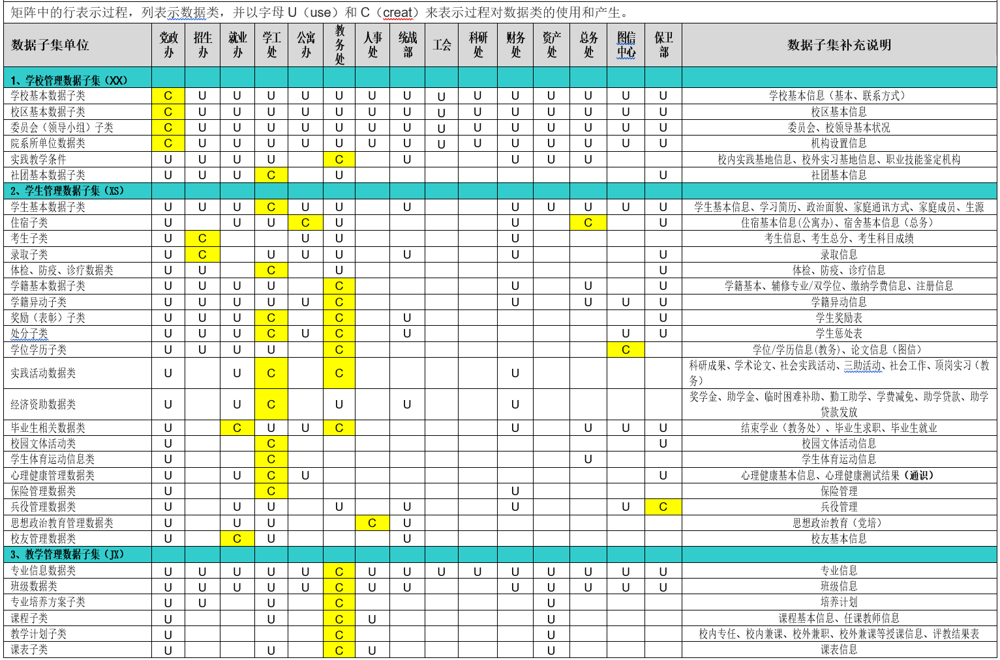 矩阵中的行表示过程，列表示数据类，并以字母 U（use）和 C（creat）来表示过程对数据类的使用和产生。
数据子集单位 党政办 招生办 就业办 学工处 公寓办 教务处 人事处 统战部 工会 科研处 财务处 资产处 总务处 图信中心 保卫部 数据子集补充说明
1、学校管理数据子集（XX）
学校基本数据子类 C U U U U U U U U U U U U U U 学校基本信息（基本、联系方式）
校区基本数据子类 C U U U U U U U U U U U U U U 校区基本信息
委员会（领导小组）子类 C U U U U U U U U U U U U U U 委员会、校领导基本状况
院系所单位数据类 C U U U U U U U U U U U U U U 机构设置信息
实践教学条件 U U U U C U U U U 校内实践基地信息、校外实习基地信息、职业技能鉴定机构
社团基本数据子类 U U U C U U 社团基本信息
2、学生管理数据子集（XS）
学生基本数据子类 U U U C U U U U U U U U 学生基本信息、学习简历、政治面貌、家庭通讯方式、家庭成员、生源
住宿子类 U U U C U U C U 住宿基本信息(公寓办)、宿舍基本信息（总务）
考生子类 U C U U U 考生信息、考生总分、考生科目成绩
录取子类 U C U U U U U U 录取信息
体检、防疫、诊疗数据类 U U C U U 体检、防疫、诊疗信息
学籍基本数据子类 U U U U C U U U 学籍基本、辅修专业/双学位、缴纳学费信息、注册信息
学籍异动子类 U U U U U C U U U U 学籍异动信息
奖励（表彰）子类 U U U C C U U 学生奖励表
处分子类 U U U C U C U U U 学生惩处表
学位学历子类 U U U U C C 学位/学历信息(教务)、论文信息（图信）
实践活动数据类 U U C C U 科研成果、学术论文、社会实践活动、三助活动、社会工作、顶岗实习（教
务）
经济资助数据类 U U C U U U 奖学金、助学金、临时困难补助、勤工助学、学费减免、助学贷款、助学
贷款发放
毕业生相关数据类 U C U U C U U U U 结束学业（教务处）、毕业生求职、毕业生就业
校园文体活动类 U C U 校园文体活动信息
学生体育运动信息类 U C U 学生体育运动信息
心理健康管理数据类 U U C U U 心理健康基本信息、心理健康测试结果（通识）
保险管理数据类 U C U 保险管理
兵役管理数据类 U U U U U U U C 兵役管理
思想政治教育管理数据类 U U U C U 思想政治教育（党培）
校友管理数据类 U C U U 校友基本信息
3、教学管理数据子集（JX）
专业信息数据类 U U U U U C U U U U U U U U U 专业信息
班级数据类 U U U U U C U U U U U U U 班级信息
专业培养方案子类 U U U C U 培养计划
课程子类 U U C U U 课程基本信息、任课教师信息
教学计划子类 U C U 校内专任、校内兼课、校外兼职、校外兼课等授课信息、评教结果表
课表子类 U U C U U 课表信息